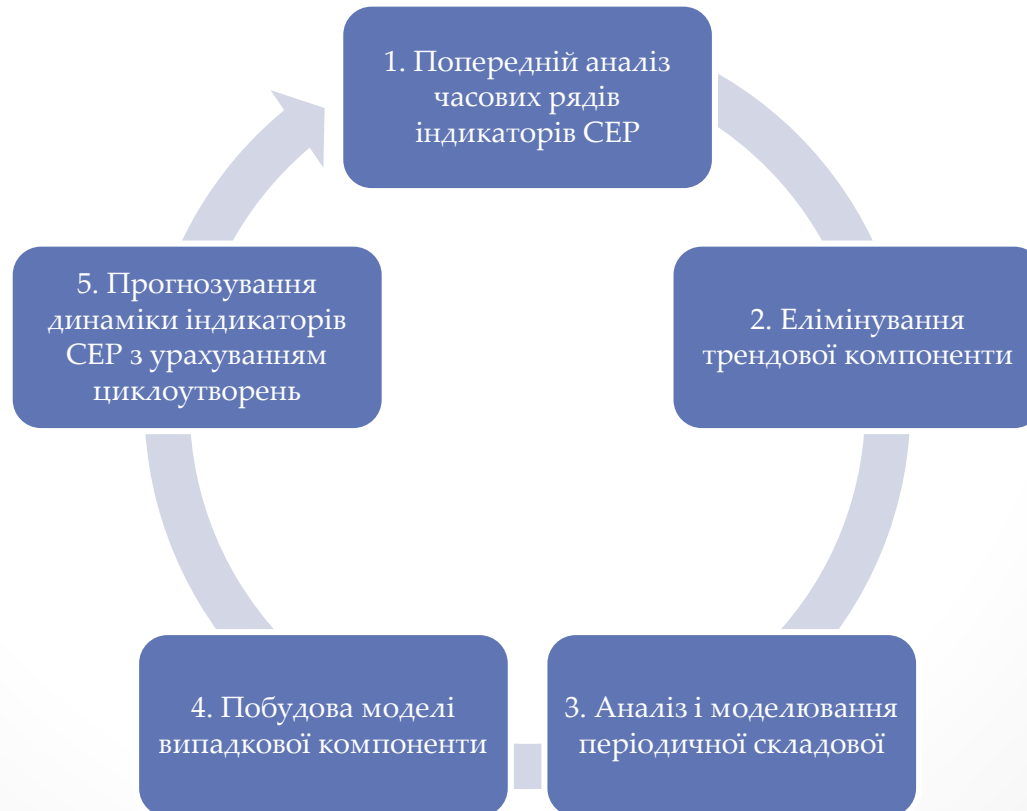 1. Попередній аналіз
часових рядів
індикаторів СЕР
2. Елімінування
трендової компоненти
3. Аналіз і моделювання
періодичної складової
4. Побудова моделі
випадкової компоненти
5. Прогнозування
динаміки індикаторів
СЕР з урахуванням
циклоутворень